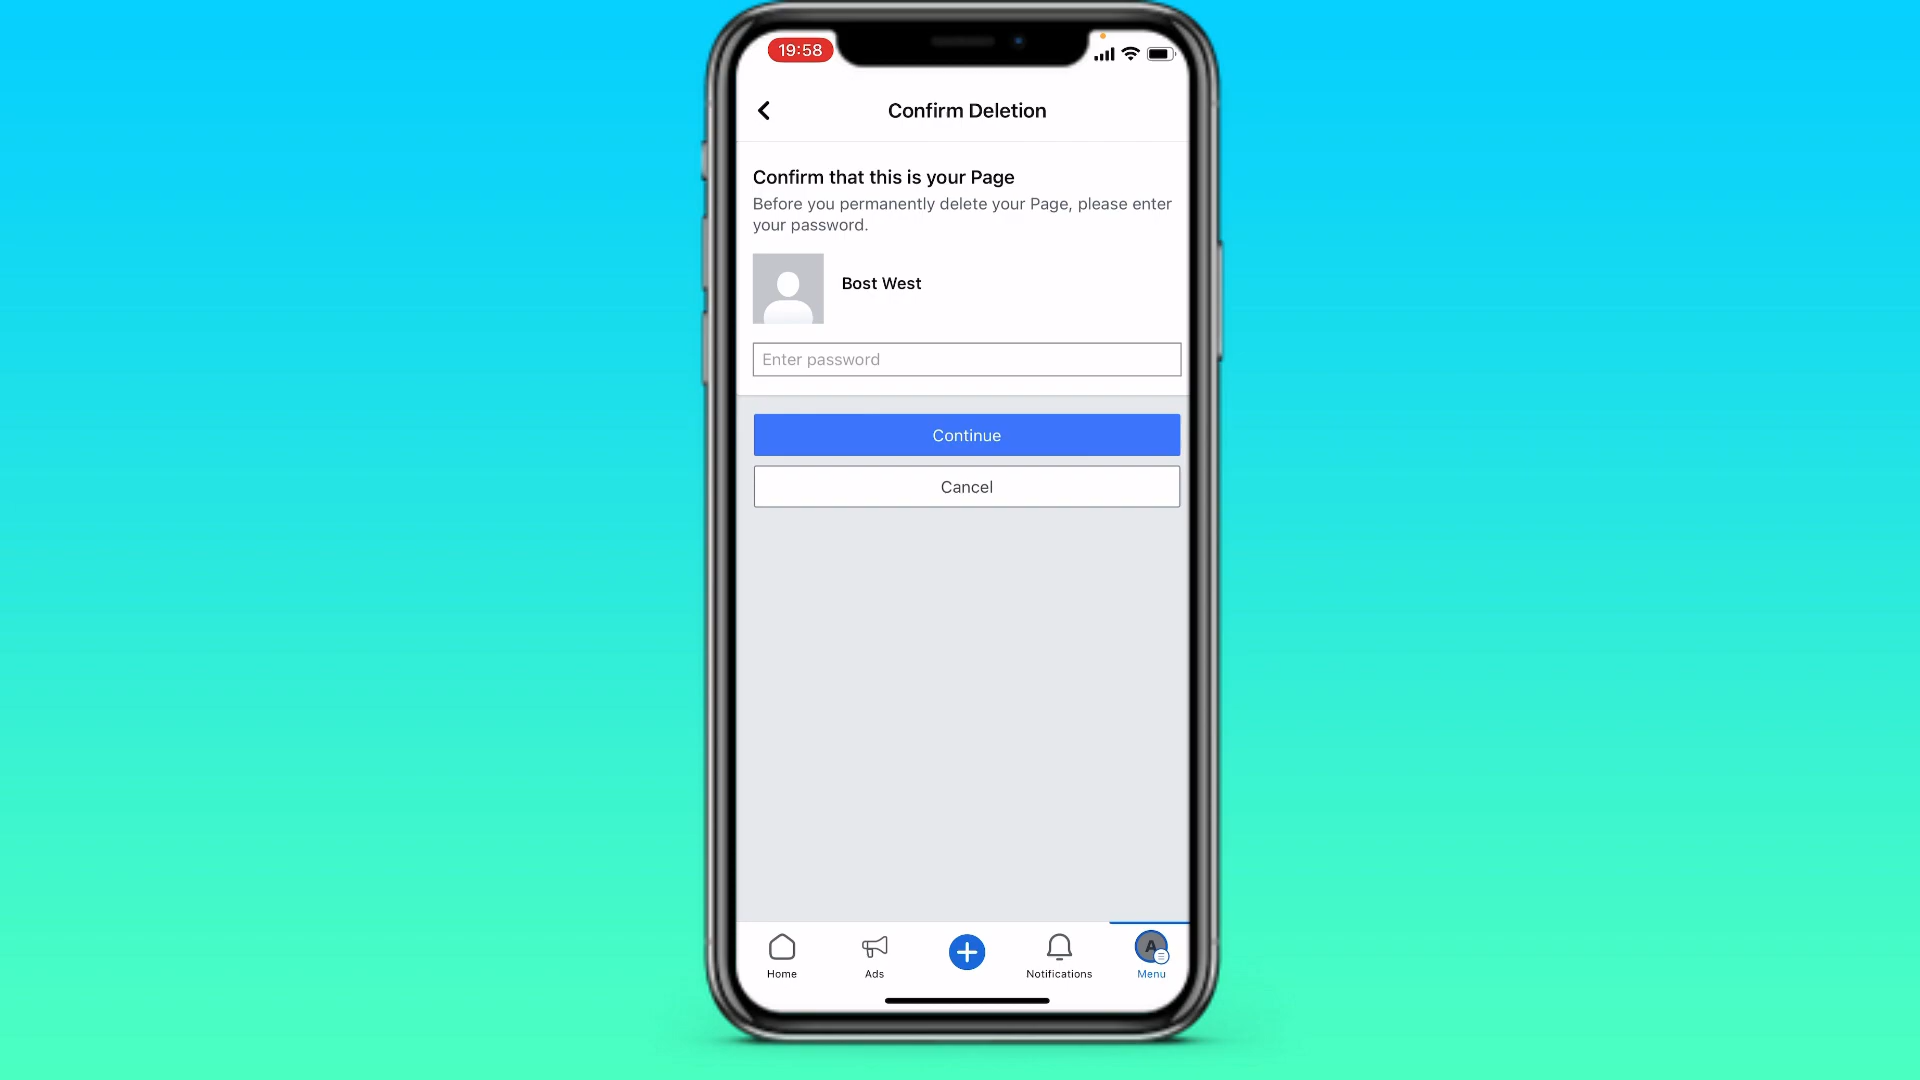 19:58
Confirm Deletion
Confirm that this is your Page
Before you permanently delete your Page, please enter
your password.
Bost West
Enter password
Continue
Cancel
A
Home
Ads
Notifications
Menu